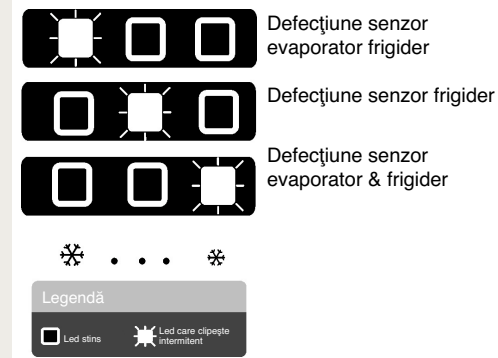 Defecţiune senzor
evaporator frigider
Defecţiune senzor frigider
Defecţiune senzor
evaporator & frigider
Legendă
Led stins
Led care clipeşte
intermitent